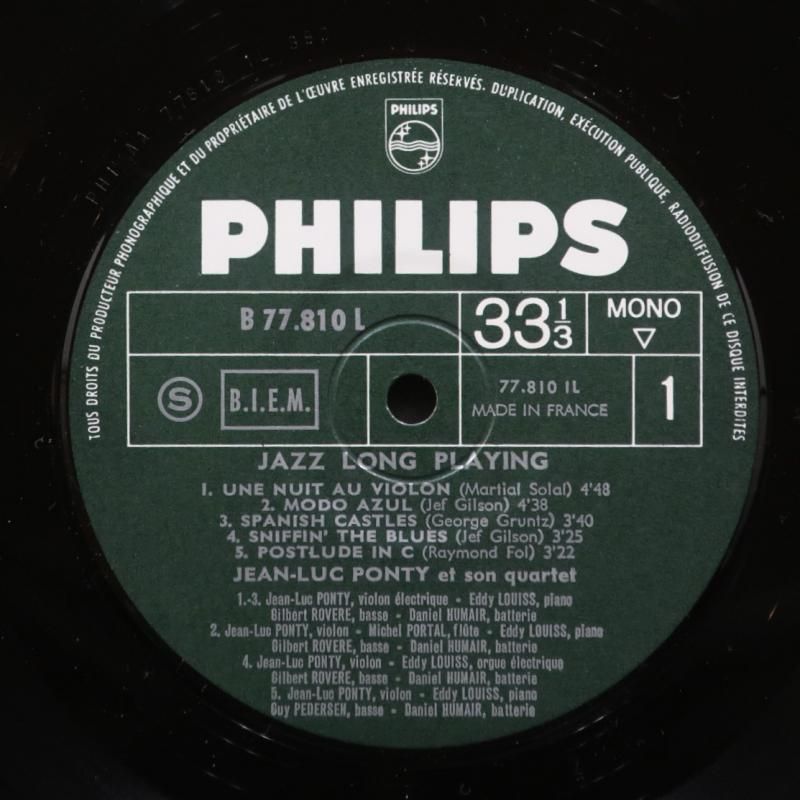 TOUS DROITS DU PRODUCTEUR PHONOGRAPHIQUE ET DU PROPRIÉTAIRE DE L'ŒUVRE ENREGISTRÉE RÉSERVÉS. DUPLICATION, EXÉCUTION PUBLIQUE, RADIODIFFUSION DE CE DISQUE INTERDITES
PHILIPS
PHILIPS
B 77.810 L
33 1/3
MONO
▽
S
B.I.E.M.
77.810 1L
MADE IN FRANCE
1
JAZZ LONG PLAYING
1. UNE NUIT AU VIOLON (Martial Solal) 4'48
2. MODO AZUL (Jef Gilson) 4'38
3. SPANISH CASTLES (George Gruntz) 3'40
4. SNIFFIN' THE BLUES (Jef Gilson) 3'25
5. POSTLUDE IN C (Raymond Fol) 3'22
JEAN-LUC PONTY et son quartet
1.-3. Jean-Luc PONTY, violon électrique - Eddy LOUISS, piano
Gilbert ROVERE, basse - Daniel HUMAIR, batterie
2. Jean-Luc PONTY, violon - Michel PORTAL, flûte - Eddy LOUISS, piano
Gilbert ROVERE, basse - Daniel HUMAIR, batterie
4. Jean-Luc PONTY, violon - Eddy LOUISS, orgue électrique
Gilbert ROVERE, basse - Daniel HUMAIR, batterie
5. Jean-Luc PONTY, violon - Eddy LOUISS, piano
Guy PEDERSEN, basse - Daniel HUMAIR, batterie